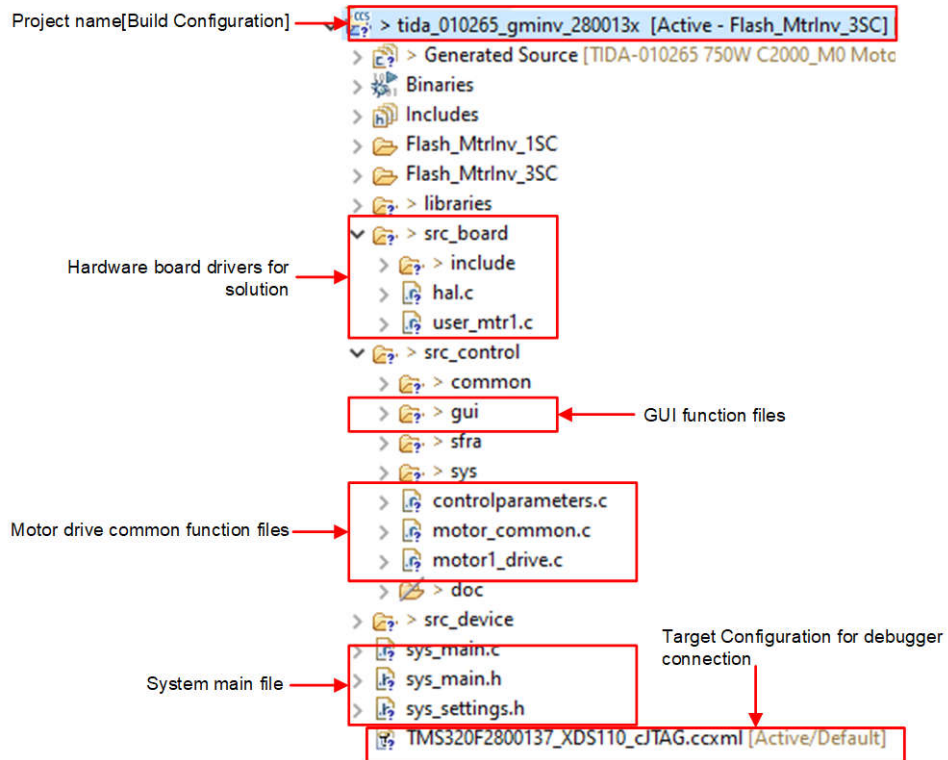 Project name[Build Configuration]
> tida_010265_gminv_280013x [Active - Flash_MtrInv_3SC]
> Generated Source [TIDA-010265 750W C2000_M0 Moto
Binaries
Includes
Flash_MtrInv_1SC
Flash_MtrInv_3SC
> libraries
> src_board
Hardware board drivers for
solution
> include
hal.c
user_mtr1.c
> src_control
> common
> gui
GUI function files
> sfra
> sys
Motor drive common function files
controlparameters.c
motor_common.c
motor1_drive.c
> doc
> src_device
Target Configuration for debugger
connection
System main file
sys_main.c
sys_main.h
sys_settings.h
TMS320F2800137_XDS110_cJTAG.ccxml [Active/Default]